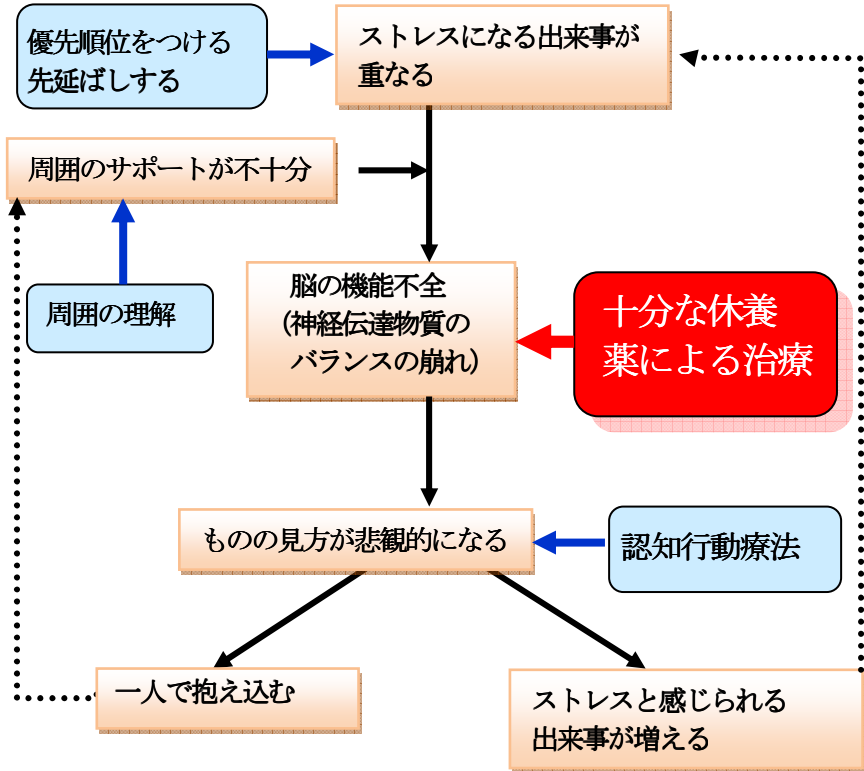 優先順位をつける
先延ばしする
ストレスになる出来事が
重なる
周囲のサポートが不十分
周囲の理解
脳の機能不全
(神経伝達物質の
バランスの崩れ)
十分な休養
薬による治療
ものの見方が悲観的になる
認知行動療法
一人で抱え込む
ストレスと感じられる
出来事が増える